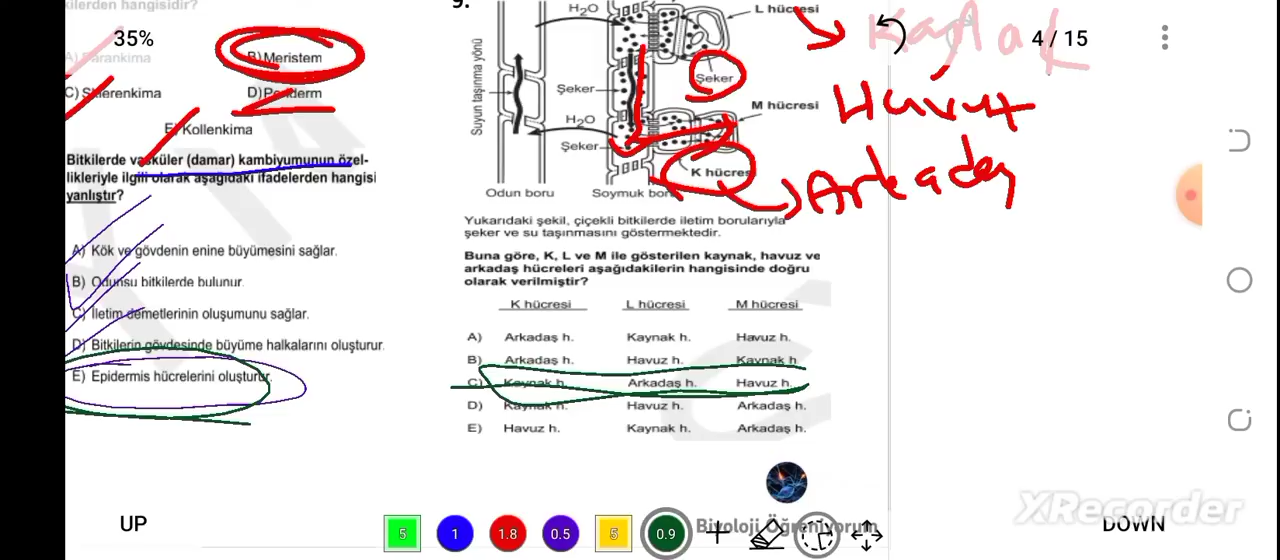 35%
erden hangisidir?
A) Parankima
B) Meristem
C) Sklerenkima
D) Periderm
E) Kollenkima
Bitkilerde vasküler (damar) kambiyumunun özel-
likleriyle ilgili olarak aşağıdaki ifadelerden hangisi
yanlıştır?
A) Kök ve gövdenin enine büyümesini sağlar.
B) Odunsu bitkilerde bulunur.
C) İletim demetlerinin oluşumunu sağlar.
D) Bitkilerin gövdesinde büyüme halkalarını oluşturur.
E) Epidermis hücrelerini oluşturur.
9.
H₂O
L hücresi
Kaynak
4 / 15
Suyun taşınma yönü
Şeker
Şeker
M hücresi
Havuz
H₂O
Şeker
K hücres
Arkadaş
Odun boru
Soymuk boru
Yukarıdaki şekil, çiçekli bitkilerde iletim borularıyla
şeker ve su taşınmasını göstermektedir.
Buna göre, K, L ve M ile gösterilen kaynak, havuz ve
arkadaş hücreleri aşağıdakilerin hangisinde doğru
olarak verilmiştir?
K hücresi L hücresi M hücresi
A) Arkadaş h. Kaynak h. Havuz h.
B) Arkadaş h. Havuz h. Kaynak h.
C) Kaynak h. Arkadaş h. Havuz h.
D) Kaynak h. Havuz h. Arkadaş h.
E) Havuz h. Kaynak h. Arkadaş h.
UP
5 1 1.8 0.5 5 0.9
Biyoloji Öğreniyorum
XRecorder
DOWN